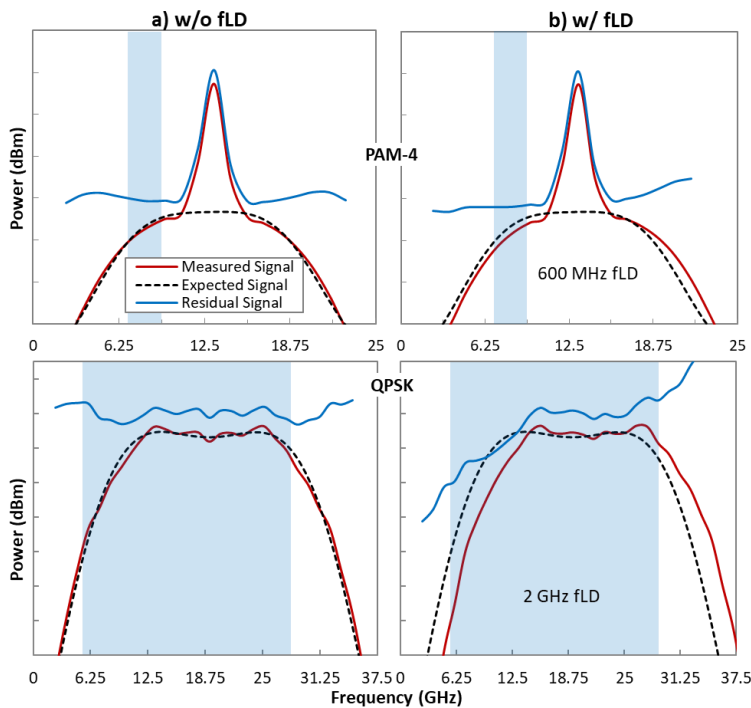 a) w/o fLD
b) w/ fLD
Power (dBm)
PAM-4
Measured Signal
Expected Signal
Residual Signal
600 MHz fLD
0 6.25 12.5 18.75 25
0 6.25 12.5 18.75 25
QPSK
Power (dBm)
2 GHz fLD
0 6.25 12.5 18.75 25 31.25 37.5
0 6.25 12.5 18.75 25 31.25 37.5
Frequency (GHz)